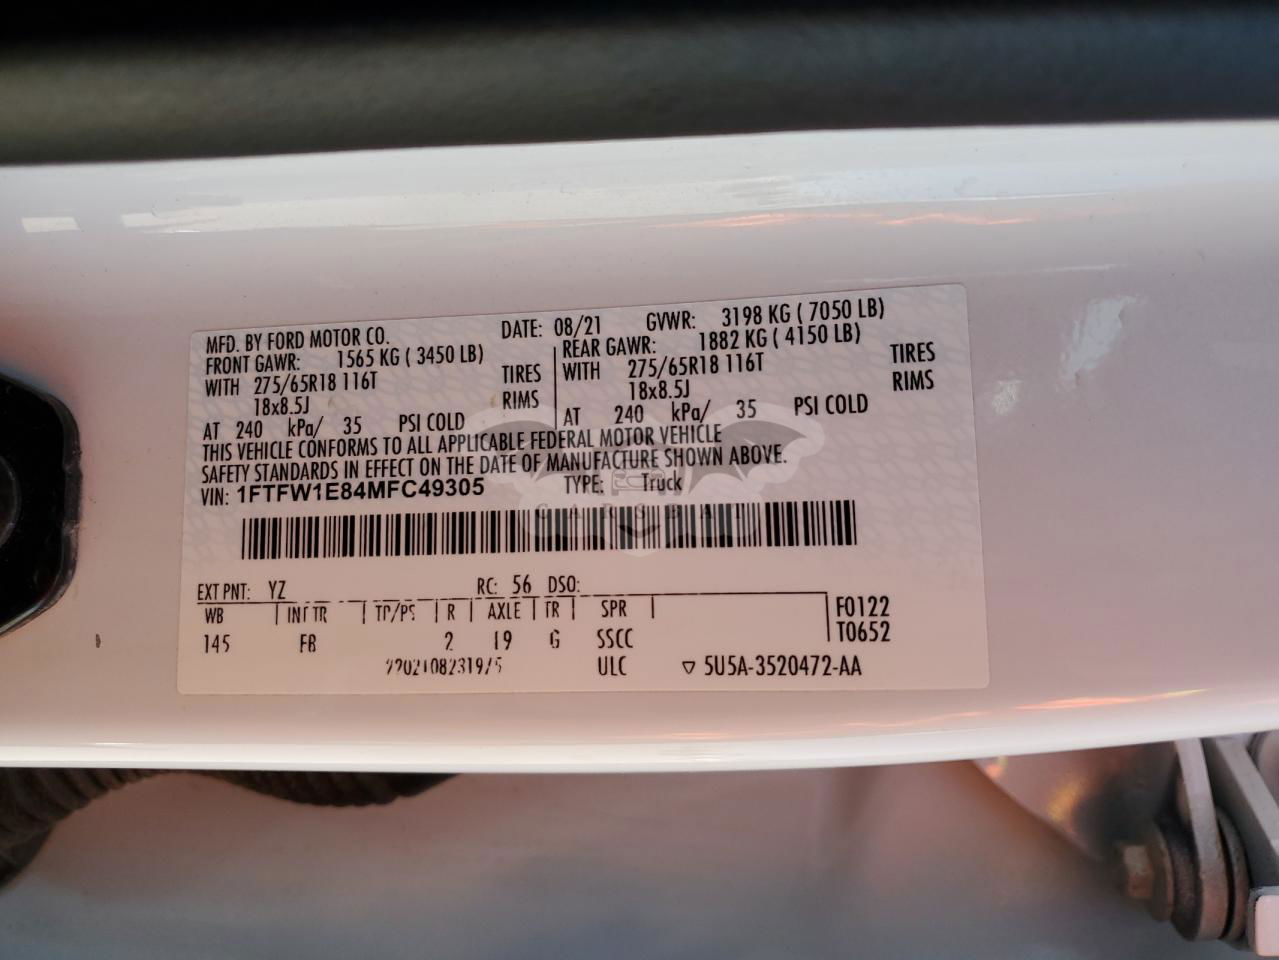 MFD. BY FORD MOTOR CO. DATE: 08/21 GVWR: 3198 KG ( 7050 LB)
FRONT GAWR: 1565 KG ( 3450 LB) REAR GAWR: 1882 KG ( 4150 LB)
WITH 275/65R18 116T TIRES WITH 275/65R18 116T TIRES
18x8.5J RIMS 18x8.5J RIMS
AT 240 kPa/ 35 PSI COLD AT 240 kPa/ 35 PSI COLD
THIS VEHICLE CONFORMS TO ALL APPLICABLE FEDERAL MOTOR VEHICLE
SAFETY STANDARDS IN EFFECT ON THE DATE OF MANUFACTURE SHOWN ABOVE.
VIN: 1FTFW1E84MFC49305 TYPE: Truck
CARSBAT
EXT PNT: YZ RC: 56 DSO:
WB INT TR TP/PS R AXLE TR SPR F0122
145 FB 2 19 G SSCC T0652
ULC ▽ 5U5A-3520472-AA